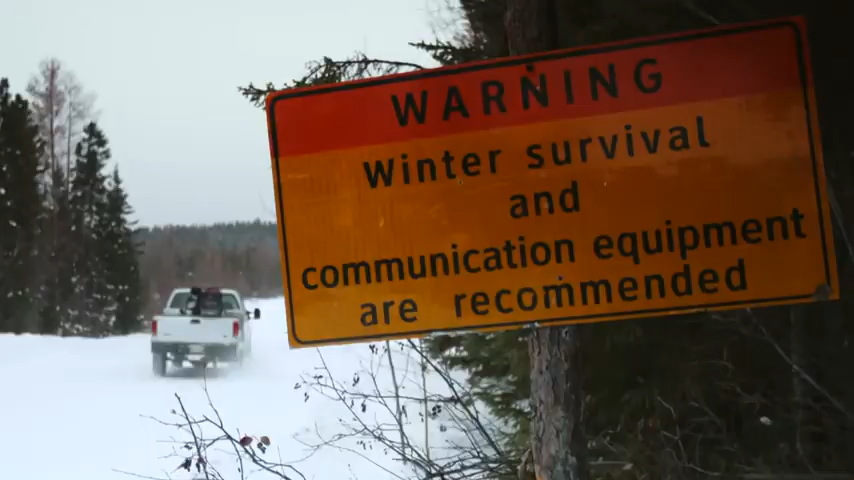 WARNING
Winter survival
and
communication equipment
are recommended